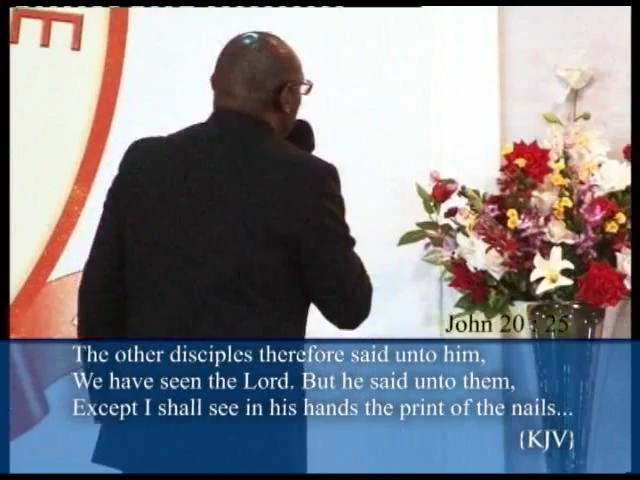 E
John 20 : 25
The other disciples therefore said unto him,
We have seen the Lord. But he said unto them,
Except I shall see in his hands the print of the nails...
{KJV}